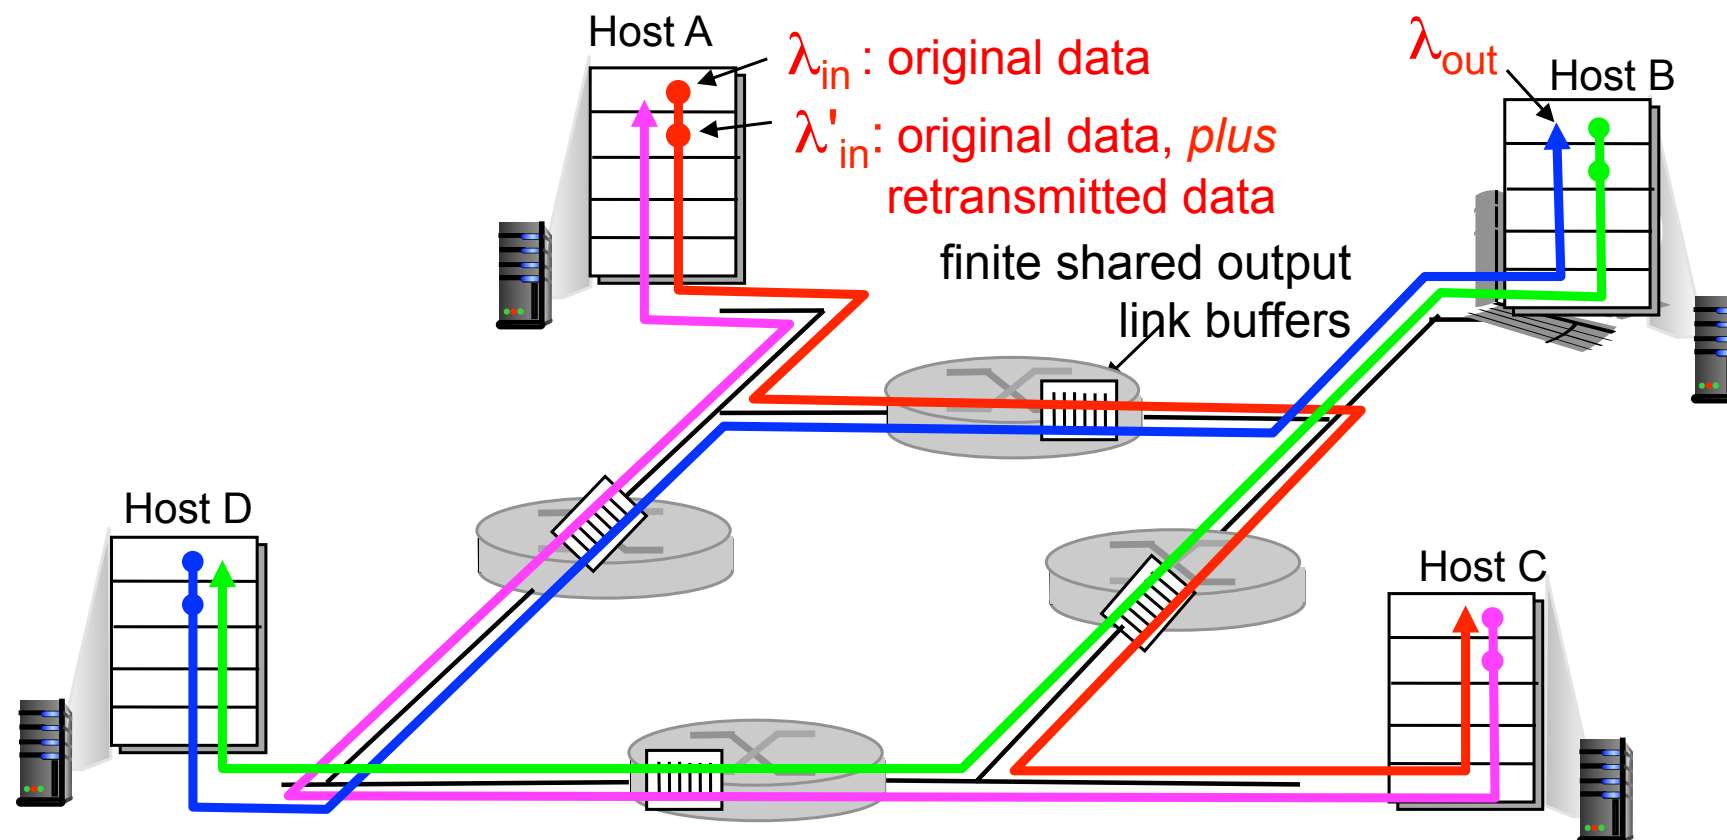 Host A
λin : original data
λ'in: original data, plus
retransmitted data
finite shared output
link buffers
λout
Host B
Host D
Host C